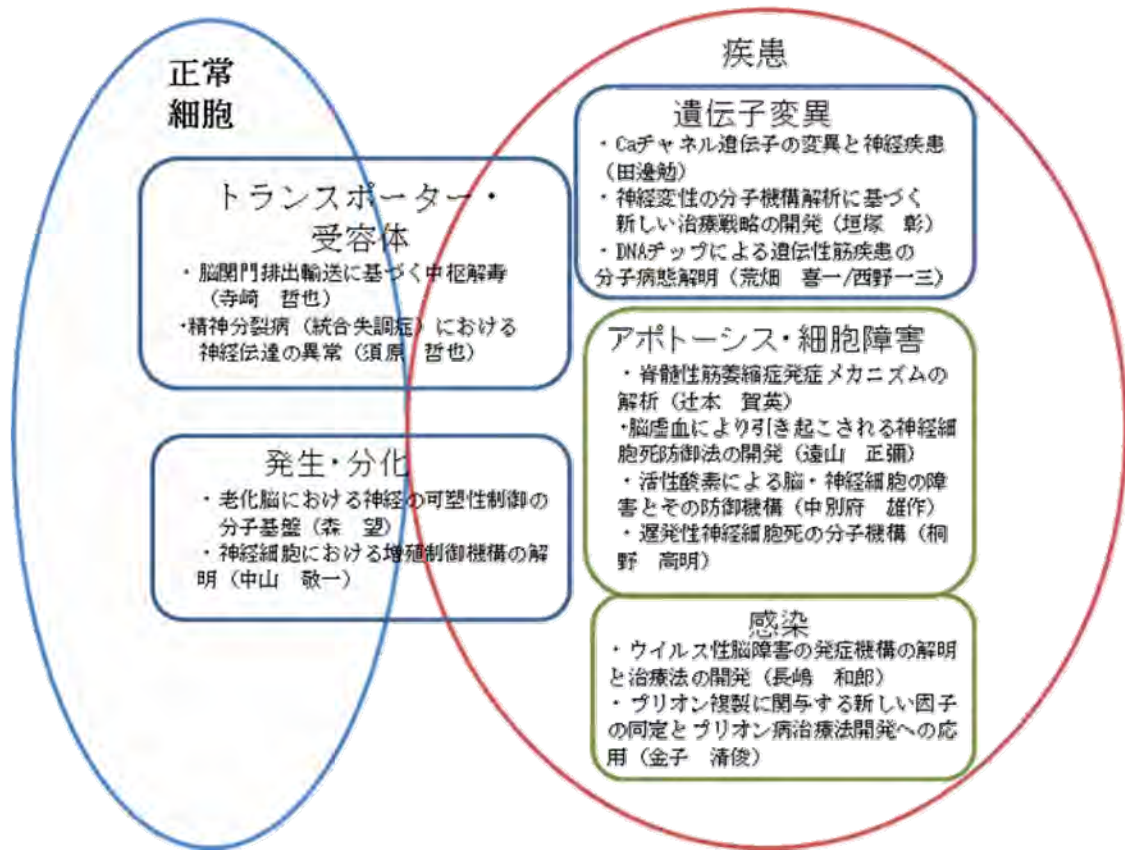 正常
細胞
トランスポーター・
受容体
・脳関門排出輸送に基づく中枢解毒
（寺崎　哲也）
・精神分裂病（統合失調症）における
神経伝達の異常（須原　哲也）
発生・分化
・老化脳における神経の可塑性制御の
分子基盤（森　望）
・神経細胞における増殖制御機構の解
明（中山　敬一）
疾患
遺伝子変異
・Caチャネル遺伝子の変異と神経疾患
（田邊勉）
・神経変性の分子機構解析に基づく
新しい治療戦略の開発（垣塚　彰）
・DNAチップによる遺伝性筋疾患の
分子病態解明（荒畑　喜一/西野一三）
アポトーシス・細胞障害
・脊髄性筋萎縮症発症メカニズムの
解析（辻本　賀英）
・脳虚血により引き起こされる神経細
胞死防御法の開発（遠山　正彌）
・活性酸素による脳・神経細胞の障
害とその防御機構（中別府　雄作）
・遅発性神経細胞死の分子機構（桐
野　高明）
感染
・ウイルス性脳障害の発症機構の解明
と治療法の開発（長嶋　和郎）
・プリオン複製に関与する新しい因子
の同定とプリオン病治療法開発への応
用（金子　清俊）